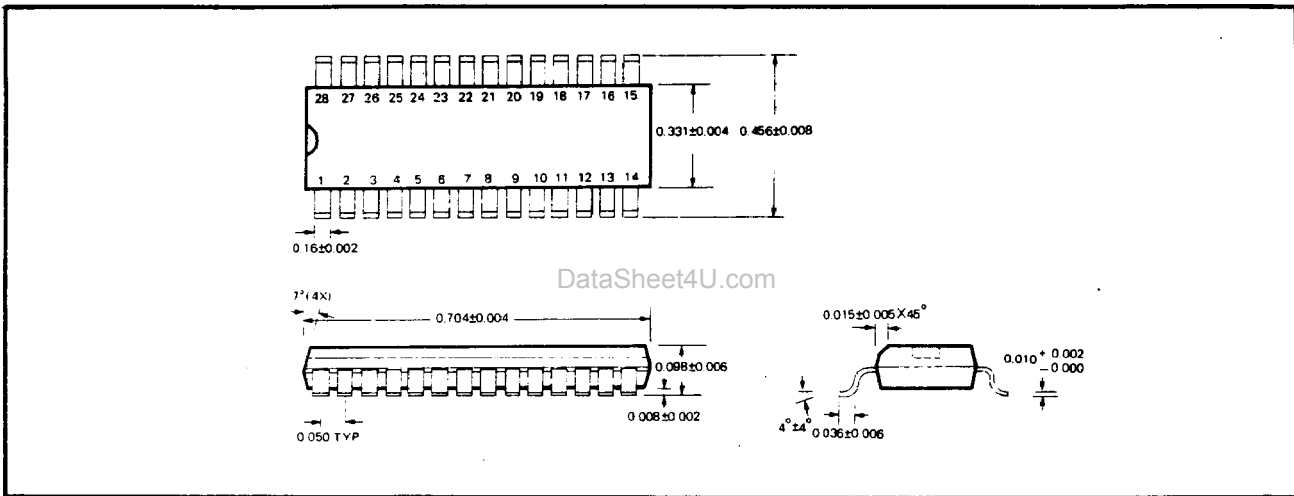 28 27 26 25 24 23 22 21 20 19 18 17 16 15
0.331±0.004 0.456±0.008
1 2 3 4 5 6 7 8 9 10 11 12 13 14
0.16±0.002
DataSheet4U.com
7°(4X)
0.704±0.004
0.098±0.006
0.008±0.002
0.050 TYP
0.015±0.005 X 45°
0.010 + 0.002
− 0.000
4°±4°
0.036±0.006